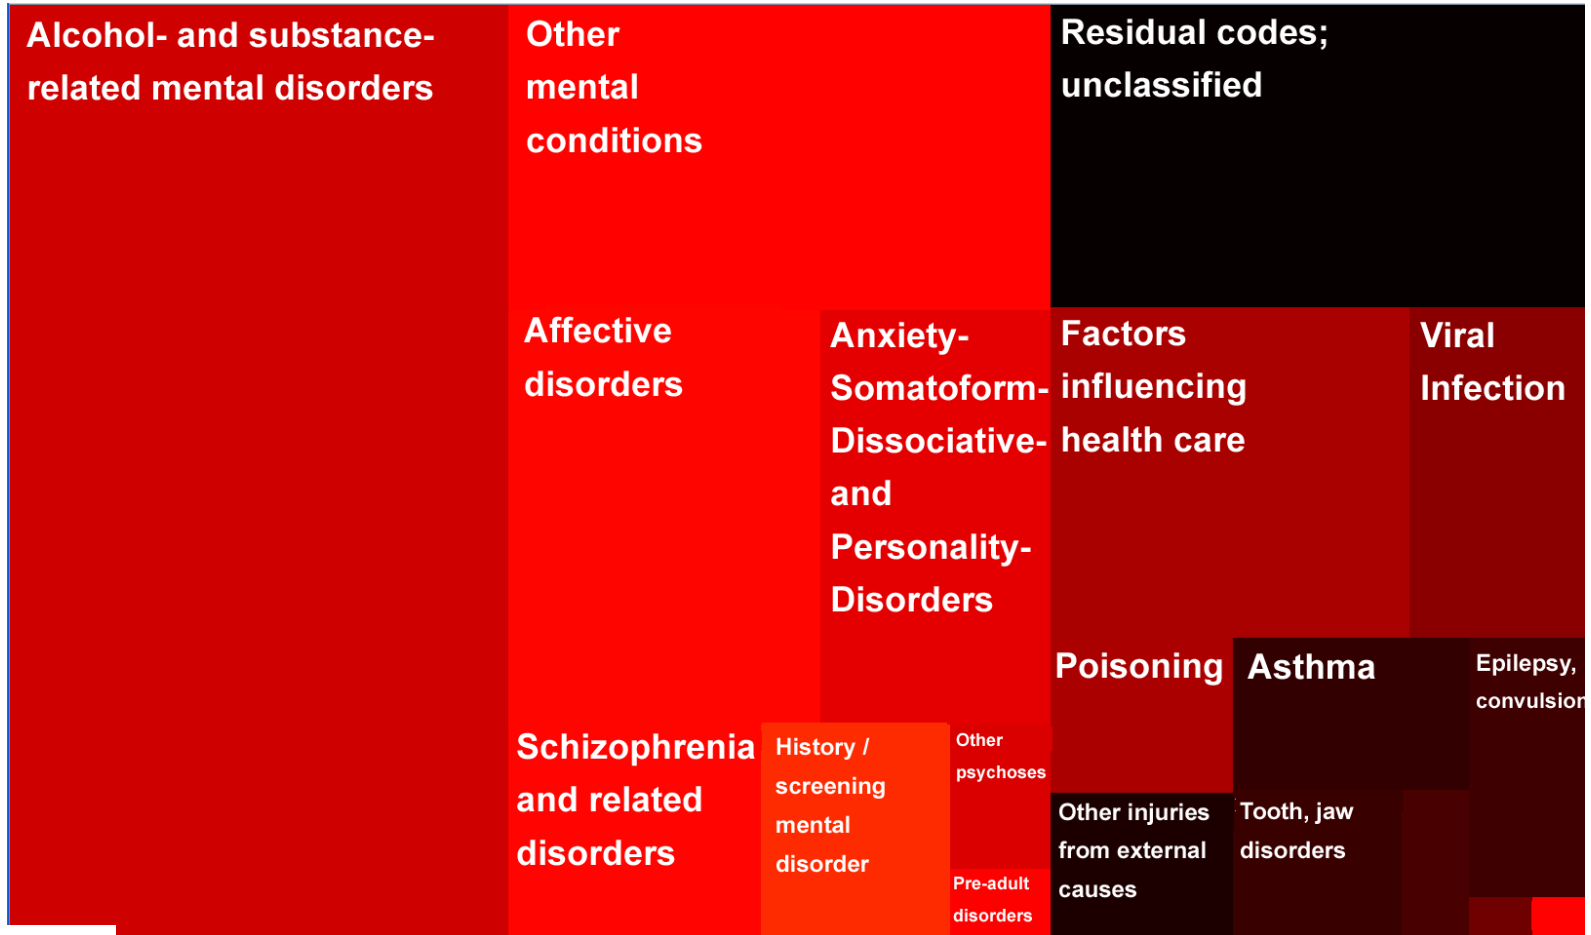 Alcohol- and substance-
related mental disorders
Other
mental
conditions
Residual codes;
unclassified
Affective
disorders
Anxiety-
Somatoform-
Dissociative-
and
Personality-
Disorders
Factors
influencing
health care
Viral
Infection
Schizophrenia
and related
disorders
History /
screening
mental
disorder
Other
psychoses
Pre-adult
disorders
Poisoning
Asthma
Epilepsy,
convulsion
Other injuries
from external
causes
Tooth, jaw
disorders